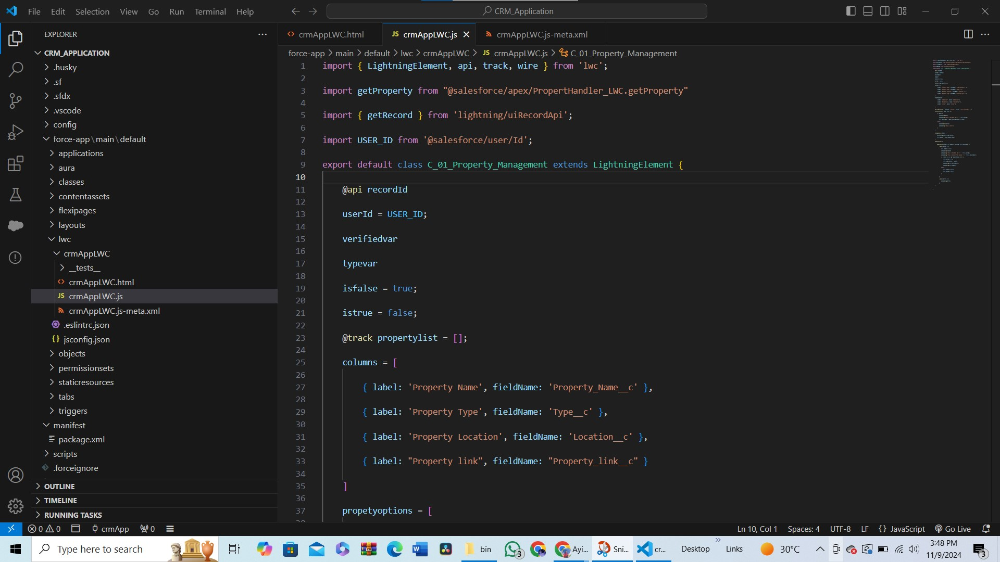 File Edit Selection View Go Run Terminal Help
CRM_Application
EXPLORER
CRM_APPLICATION
.husky
.sf
.sfdx
.vscode
config
force-app\main\default
applications
aura
classes
contentassets
flexipages
layouts
lwc
crmAppLWC
__tests__
crmAppLWC.html
JS crmAppLWC.js
crmAppLWC.js-meta.xml
.eslintrc.json
{} jsconfig.json
objects
permissionsets
staticresources
tabs
triggers
manifest
package.xml
scripts
.forceignore
OUTLINE
TIMELINE
RUNNING TASKS
crmAppLWC.html JS crmAppLWC.js crmAppLWC.js-meta.xml
force-app > main > default > lwc > crmAppLWC > JS crmAppLWC.js > C_01_Property_Management
1 import { LightningElement, api, track, wire } from 'lwc';
2
3 import getProperty from "@salesforce/apex/PropertHandler_LWC.getProperty"
4
5 import { getRecord } from 'lightning/uiRecordApi';
6
7 import USER_ID from '@salesforce/user/Id';
8
9 export default class C_01_Property_Management extends LightningElement {
10
11 @api recordId
12
13 userId = USER_ID;
14
15 verifiedvar
16
17 typevar
18
19 isfalse = true;
20
21 istrue = false;
22
23 @track propertylist = [];
24
25 columns = [
26
27 { label: 'Property Name', fieldName: 'Property_Name__c' },
28
29 { label: 'Property Type', fieldName: 'Type__c' },
30
31 { label: 'Property Location', fieldName: 'Location__c' },
32
33 { label: "Property link", fieldName: "Property_link__c" }
34
35 ]
36
37 propetyoptions = [
0 0 crmApp 0 Ln 10, Col 1 Spaces: 4 UTF-8 LF {} JavaScript Go Live
Type here to search bin 3 Ayi... Sni... cr... Desktop Links 30°C 3:48 PM
11/9/2024 3